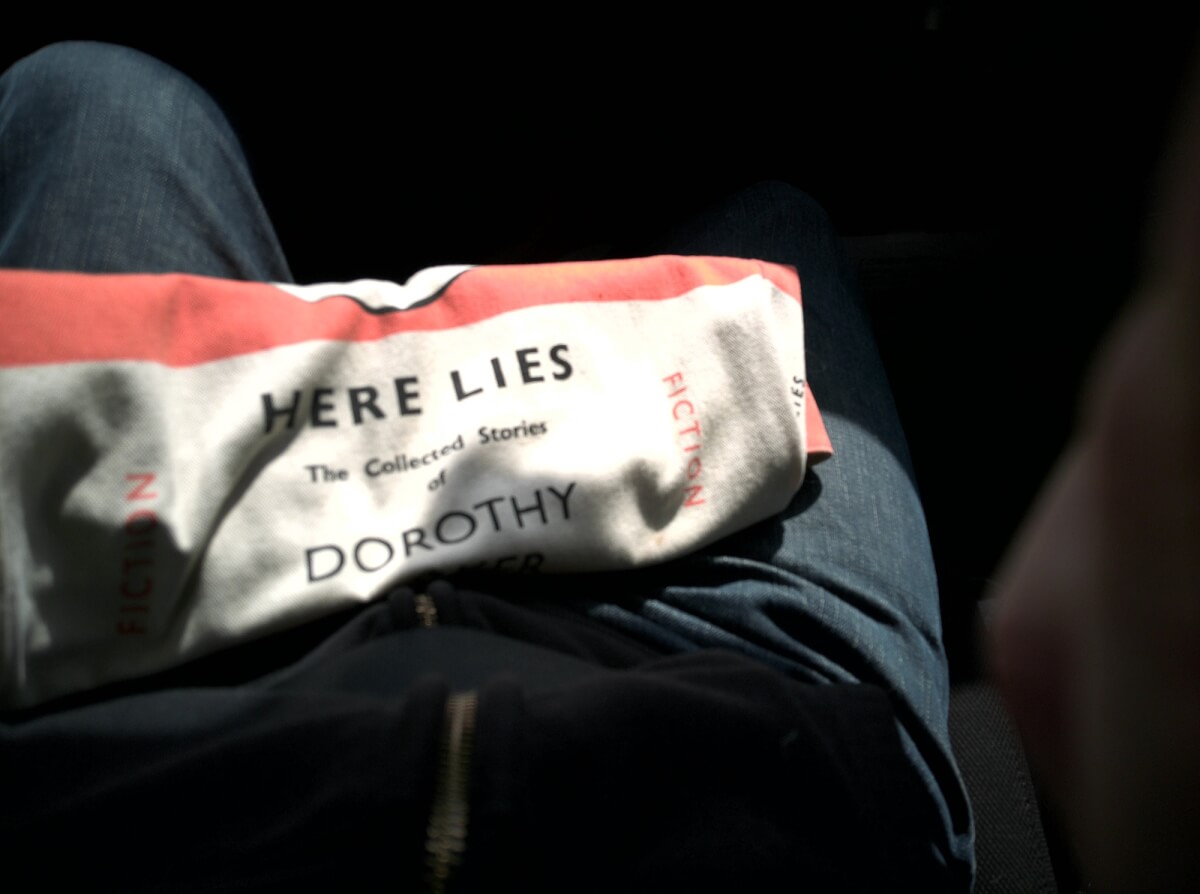 HERE LIES
The Collected Stories
of
DOROTHY
FICTION
FICTION